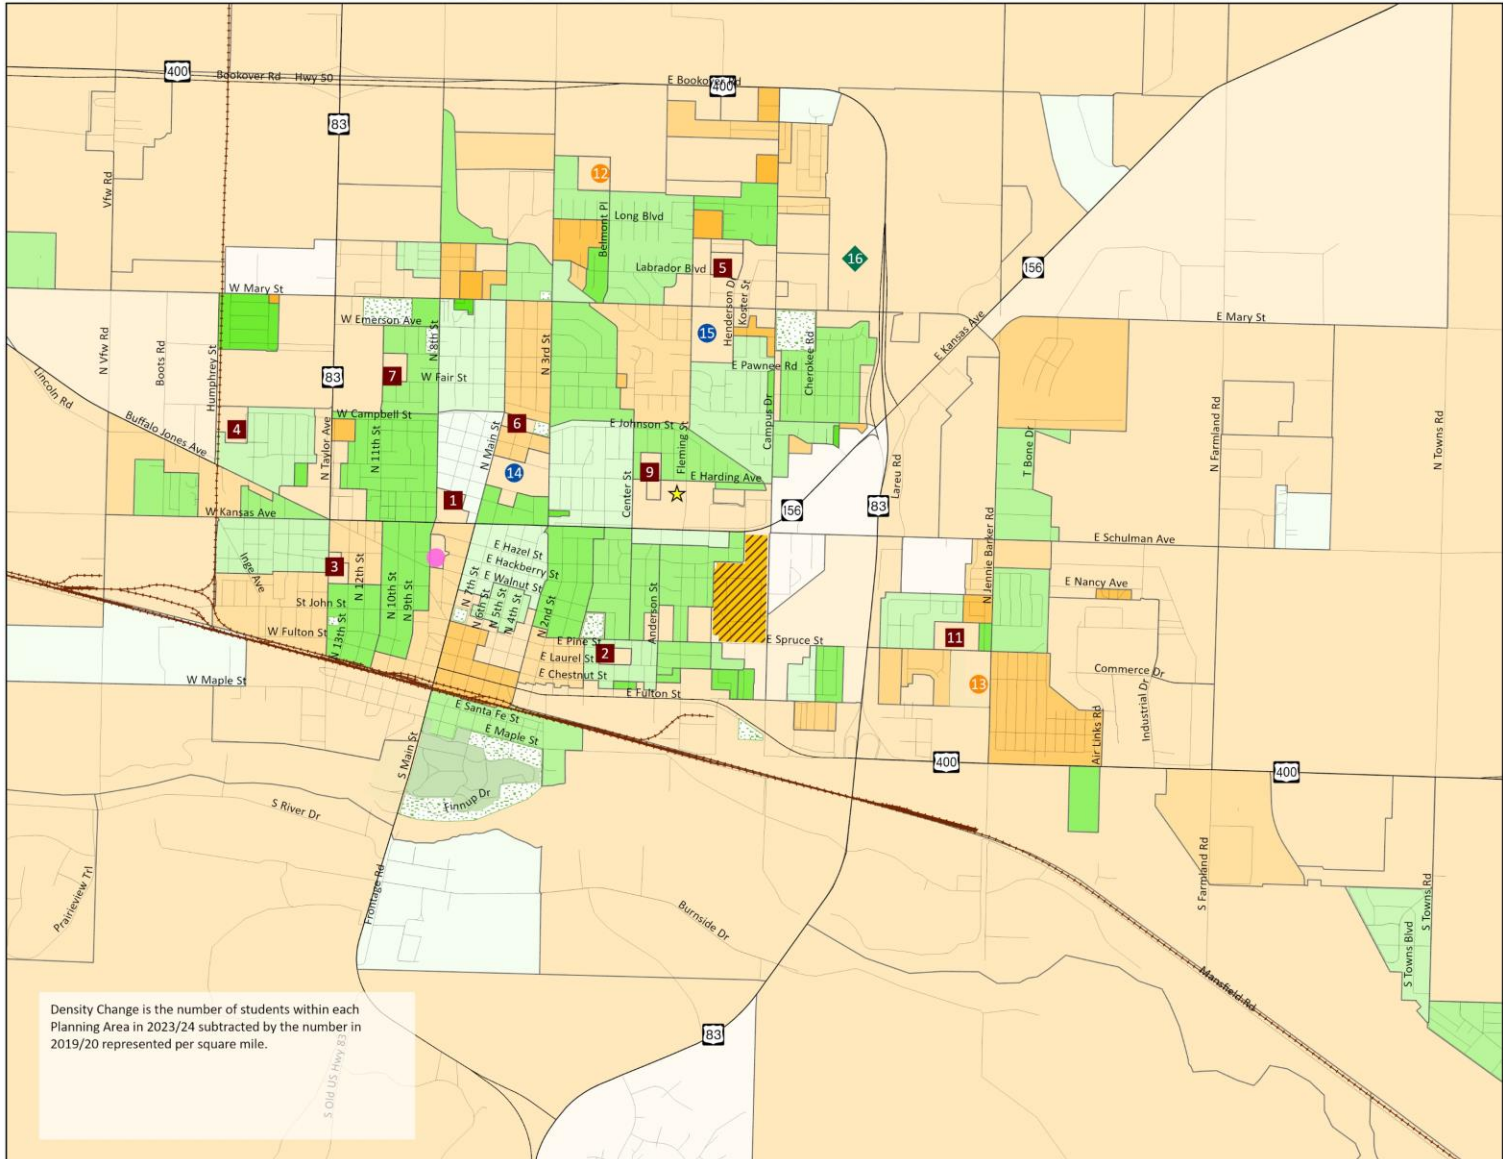 400
Bookover Rd Hwy 50
E Bookover Rd
400
83
Vfw Rd
12
Belmont Pl
Long Blvd
16
Labrador Blvd
5
156
W Mary St
Henderson Dr
Koster St
E Mary St
N Vfw Rd
Boots Rd
Humphrey St
W Emerson Ave
N 8th St
N 3rd St
15
Cherokee Rd
E Kansas Ave
E Pawnee Rd
83
7
W Fair St
Lincoln Rd
Buffalo Jones Ave
4
N Taylor Ave
W Campbell St
N 11th St
N Main St
6
E Johnson St
Fleming St
Campus Dr
T Bone Dr
N Farmland Rd
N Towns Rd
14
Center St
9
E Harding Ave
Lareu Rd
1
156
83
W Kansas Ave
N Jennie Barker Rd
E Schulman Ave
Inge Ave
3
N 12th St
E Hazel St
E Hackberry St
E Walnut St
E Nancy Ave
St John St
N 10th St
N 9th St
N 7th St
N 6th St
N 5th St
N 4th St
N 2nd St
Anderson St
W Fulton St
N 13th St
E Pine St
E Spruce St
11
E Laurel St
2
W Maple St
E Chestnut St
E Fulton St
13
Commerce Dr
Industrial Dr
Air Links Rd
E Santa Fe St
E Maple St
S Main St
400
400
Finnup Dr
S River Dr
S Farmland Rd
Prairieview Trl
Frontage Rd
Burnside Dr
S Towns Blvd
S Towns Rd
Mansfield Rd
83
Density Change is the number of students within each
Planning Area in 2023/24 subtracted by the number in
2019/20 represented per square mile.
S Old US Hwy 83